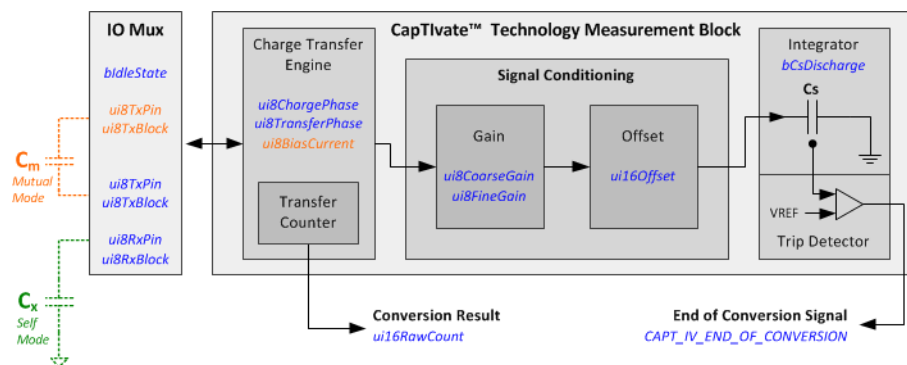 IO Mux
bIdleState
ui8TxPin
ui8TxBlock
ui8TxPin
ui8TxBlock
ui8RxPin
ui8RxBlock
Cm
Mutual
Mode
Cx
Self
Mode
CapTIvate™ Technology Measurement Block
Charge Transfer
Engine
ui8ChargePhase
ui8TransferPhase
ui8BiasCurrent
Transfer
Counter
Signal Conditioning
Gain
ui8CoarseGain
ui8FineGain
Offset
ui16Offset
Integrator
bCsDischarge
Cs
VREF
Trip Detector
Conversion Result
ui16RawCount
End of Conversion Signal
CAPT_IV_END_OF_CONVERSION